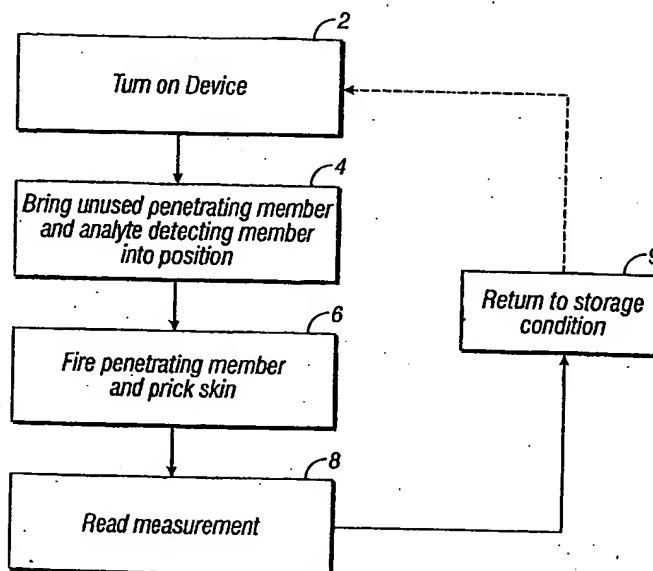 2
Turn on Device
4
Bring unused penetrating member
and analyte detecting member
into position
9
Return to storage
condition
6
Fire penetrating member
and prick skin
8
Read measurement